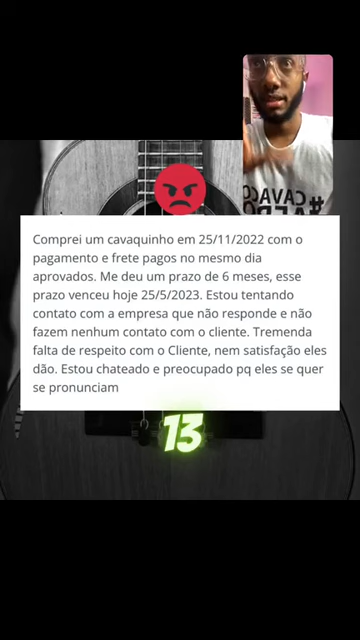 #CAVACO
Comprei um cavaquinho em 25/11/2022 com o
pagamento e frete pagos no mesmo dia
aprovados. Me deu um prazo de 6 meses, esse
prazo venceu hoje 25/5/2023. Estou tentando
contato com a empresa que não responde e não
fazem nenhum contato com o cliente. Tremenda
falta de respeito com o Cliente, nem satisfação eles
dão. Estou chateado e preocupado pq eles se quer
se pronunciam
13